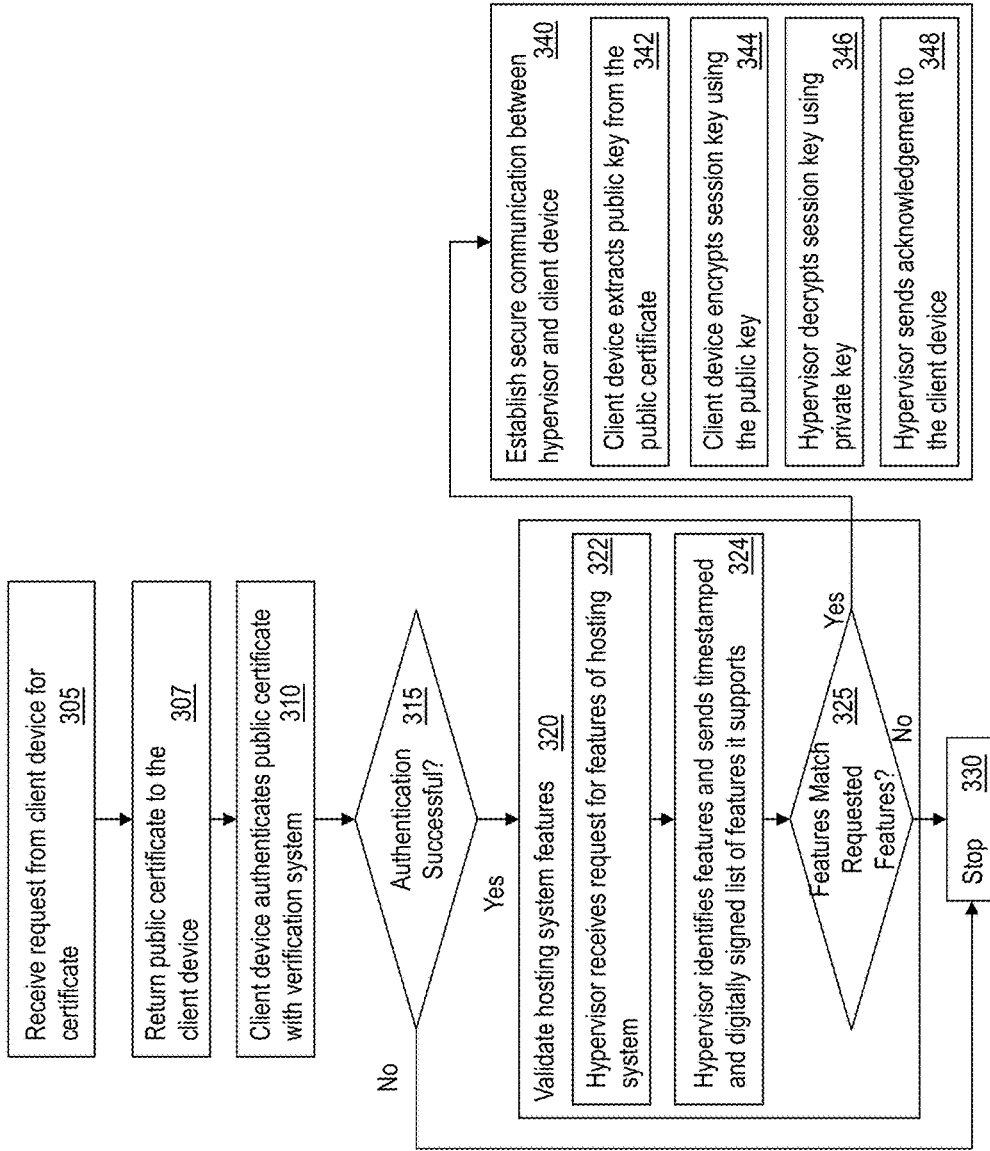 Receive request from client device for
certificate 305
Return public certificate to the
client device 307
Client device authenticates public certificate
with verification system 310
Authentication 315
Successful?
No
Yes
Validate hosting system features 320
Hypervisor receives request for features of hosting
system 322
Hypervisor identifies features and sends timestamped
and digitally signed list of features it supports 324
Features Match 325
Requested
Features?
Yes
No
Stop 330
Establish secure communication between
hypervisor and client device 340
Client device extracts public key from the
public certificate 342
Client device encrypts session key using
the public key 344
Hypervisor decrypts session key using
private key 346
Hypervisor sends acknowledgement to
the client device 348